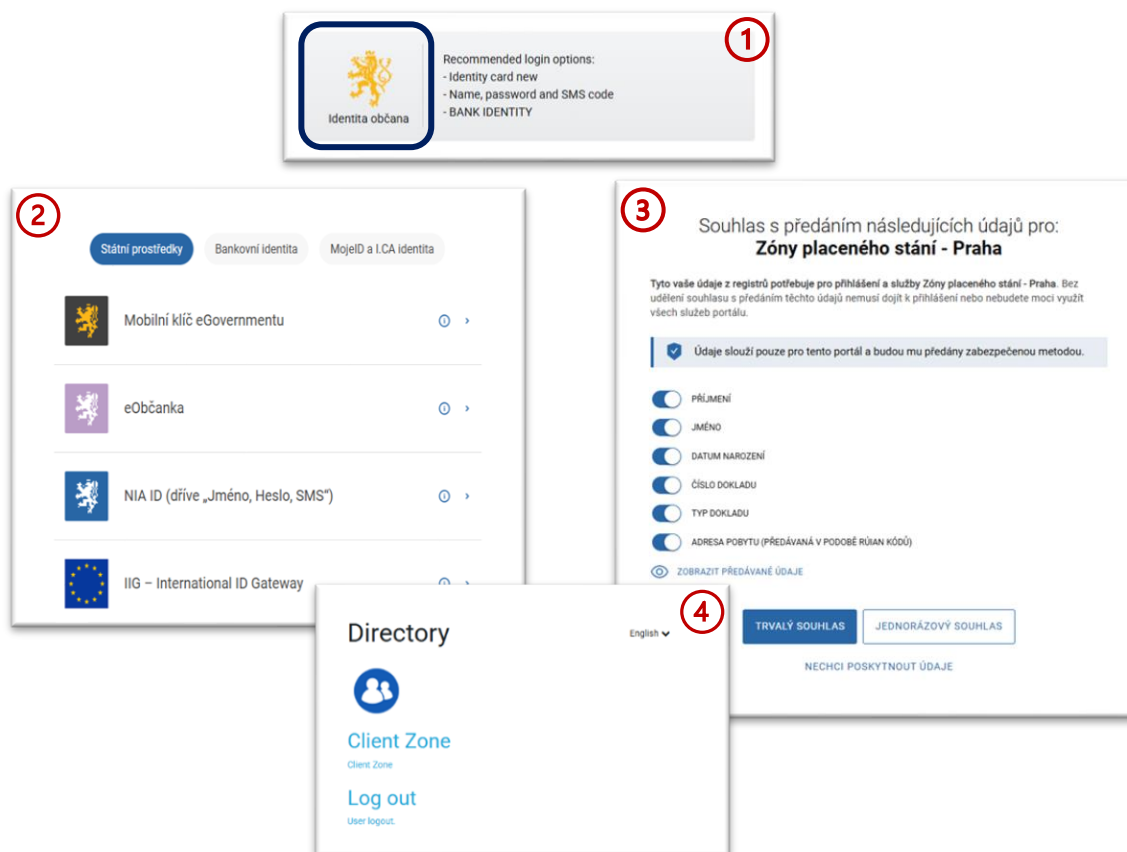 1
Recommended login options:
- Identity card new
- Name, password and SMS code
- BANK IDENTITY
Identita občana
2
Státní prostředky
Bankovní identita
MojeID a I.CA identita
Mobilní klíč eGovernmentu
eObčanka
NIA ID (dříve „Jméno, Heslo, SMS“)
IIG – International ID Gateway
3
Souhlas s předáním následujících údajů pro:
Zóny placeného stání - Praha
Tyto vaše údaje z registrů potřebuje pro přihlášení a služby Zóny placeného stání - Praha. Bez
udělení souhlasu s předáním těchto údajů nemusí dojít k přihlášení nebo nebudete moci využít
všech služeb portálu.
Údaje slouží pouze pro tento portál a budou mu předány zabezpečenou metodou.
PŘÍJMENÍ
JMÉNO
DATUM NAROZENÍ
ČÍSLO DOKLADU
TYP DOKLADU
ADRESA POBYTU (PŘEDÁVANÁ V PODOBĚ RÚIAN KÓDŮ)
ZOBRAZIT PŘEDÁVANÉ ÚDAJE
TRVALÝ SOUHLAS
JEDNORÁZOVÝ SOUHLAS
NECHCI POSKYTNOUT ÚDAJE
4
Directory
English
Client Zone
Client Zone
Log out
User logout.